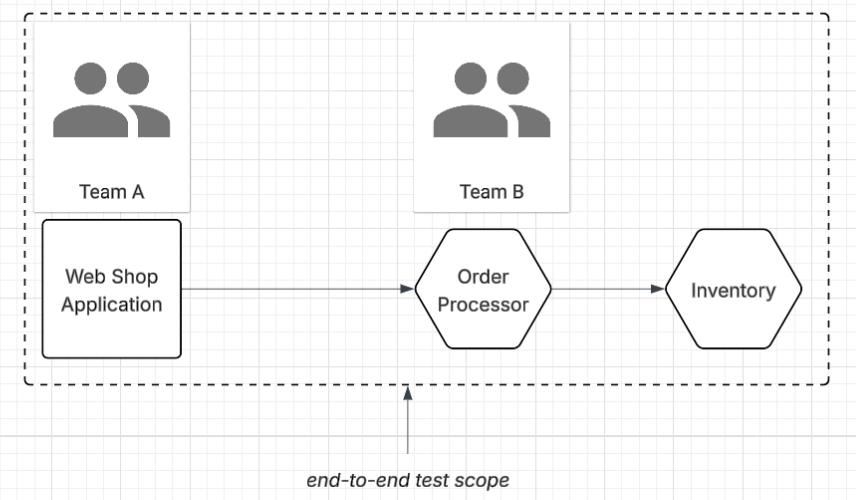 Team A
Team B
Web Shop
Application
Order
Processor
Inventory
end-to-end test scope